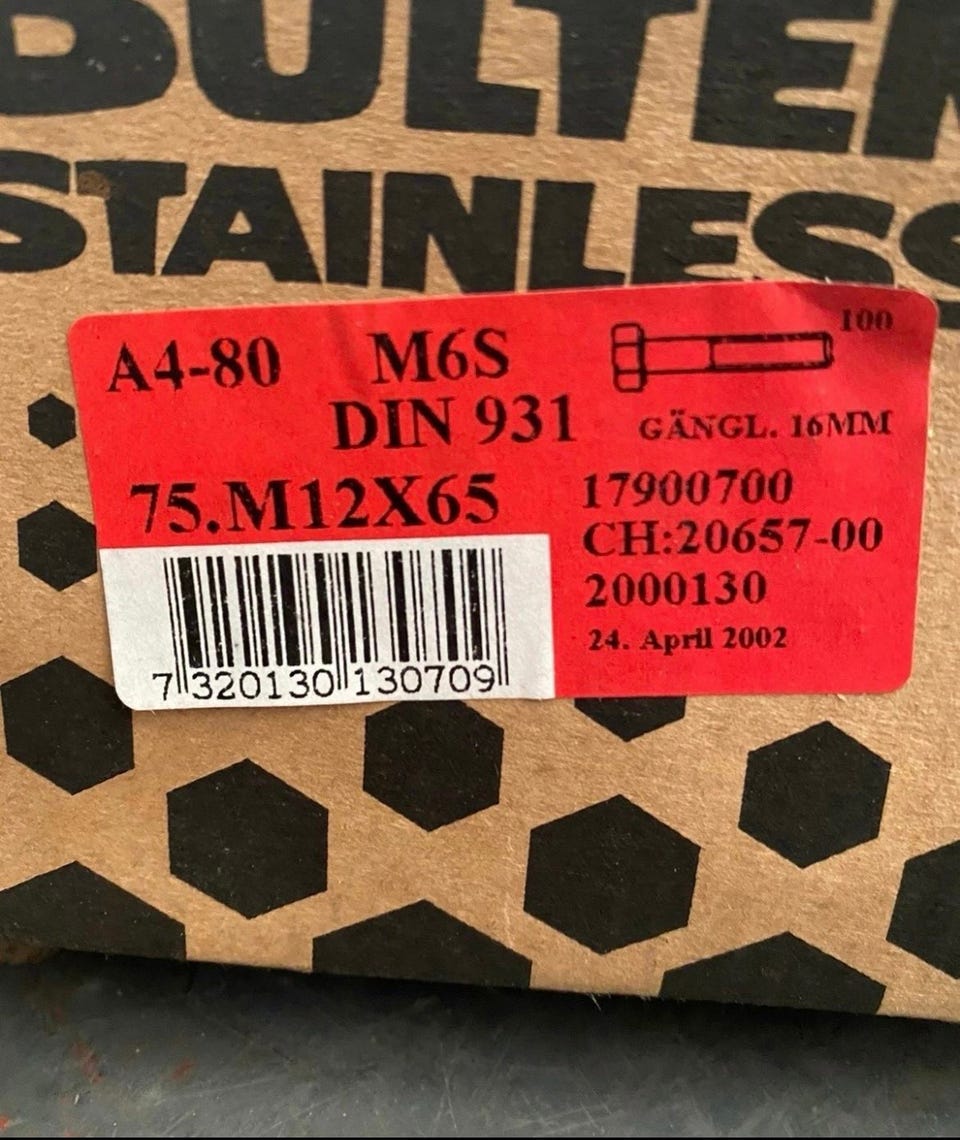 BULTEN
STAINLESS
A4-80 M6S 100
DIN 931 GÄNGL. 16MM
75.M12X65 17900700
CH:20657-00
2000130
24. April 2002
7 320130 130709